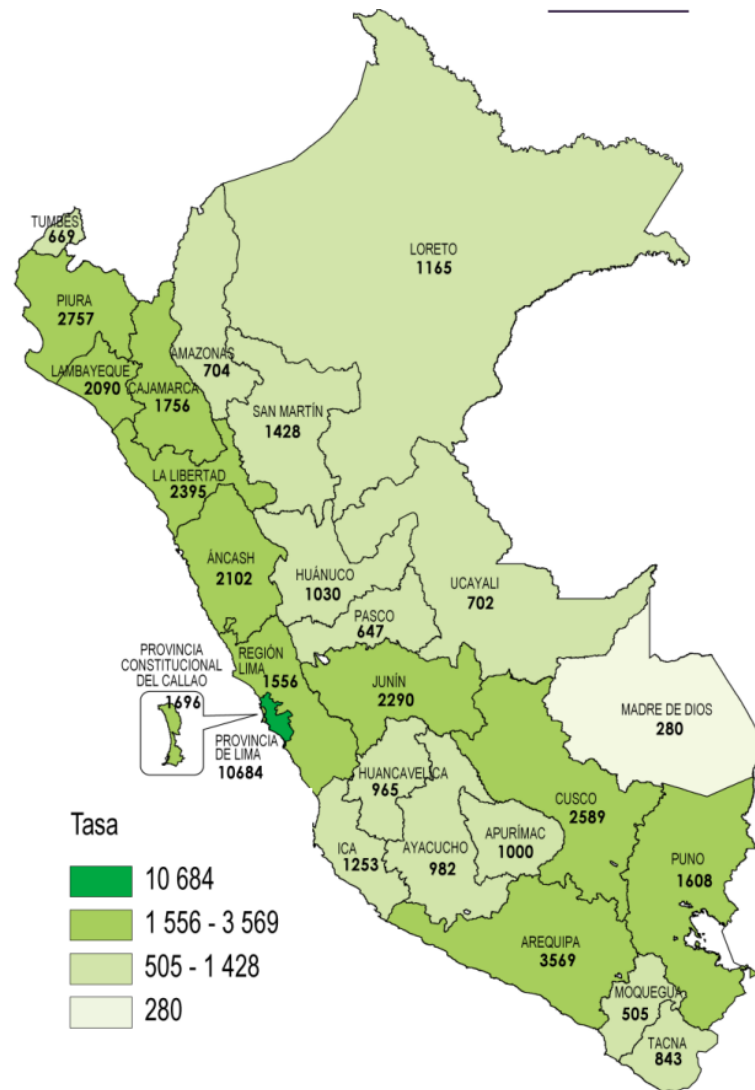 TUMBES
669
PIURA
2757
LAMBAYEQUE
2090
CAJAMARCA
1756
AMAZONAS
704
LORETO
1165
SAN MARTÍN
1428
LA LIBERTAD
2395
ÁNCASH
2102
HUÁNUCO
1030
UCAYALI
702
PASCO
647
PROVINCIA
CONSTITUCIONAL
DEL CALLAO
1696
REGIÓN
LIMA
1556
PROVINCIA
DE LIMA
10684
JUNÍN
2290
MADRE DE DIOS
280
HUANCAVELICA
965
CUSCO
2589
ICA
1253
AYACUCHO
982
APURÍMAC
1000
PUNO
1608
AREQUIPA
3569
MOQUEGUA
505
TACNA
843
Tasa
10 684
1 556 - 3 569
505 - 1 428
280